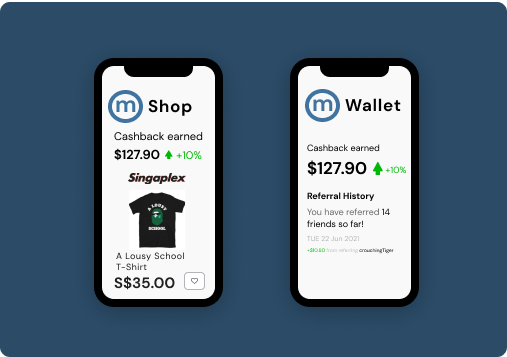 m Shop
Cashback earned
$127.90 +10%
Singaplex
A LOUSY
SCHOOL
A Lousy School
T-Shirt
S$35.00
m Wallet
Cashback earned
$127.90 +10%
Referral History
You have referred 14
friends so far!
TUE 22 Jun 2021
+$10.80 from referring crouchingTiger